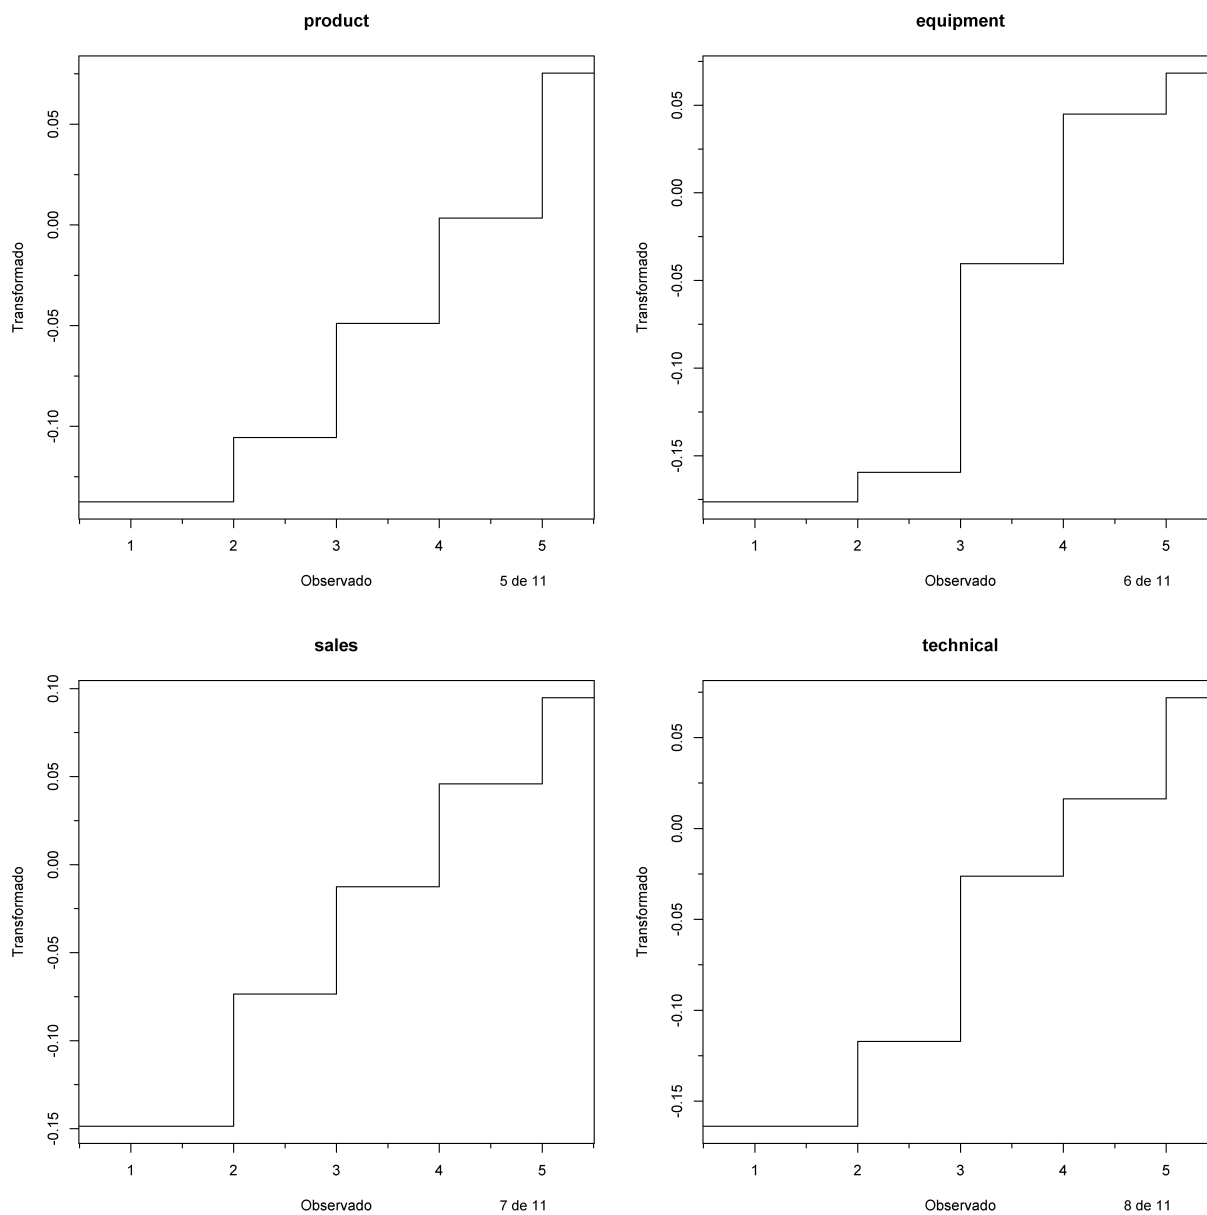 product
0.05
0.00
-0.05
-0.10
Transformado
1 2 3 4 5
Observado 5 de 11
equipment
0.05
0.00
-0.05
-0.10
-0.15
Transformado
1 2 3 4 5
Observado 6 de 11
sales
0.10
0.05
0.00
-0.05
-0.10
-0.15
Transformado
1 2 3 4 5
Observado 7 de 11
technical
0.05
0.00
-0.05
-0.10
-0.15
Transformado
1 2 3 4 5
Observado 8 de 11